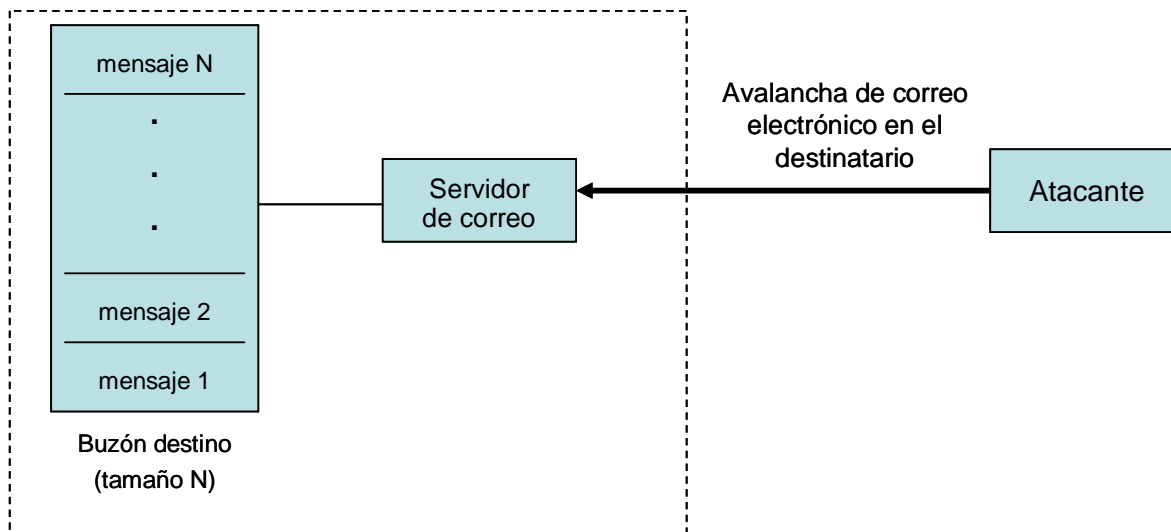 mensaje N
.
.
.
mensaje 2
mensaje 1
Buzón destino
(tamaño N)
Servidor
de correo
Avalancha de correo
electrónico en el
destinatario
Atacante